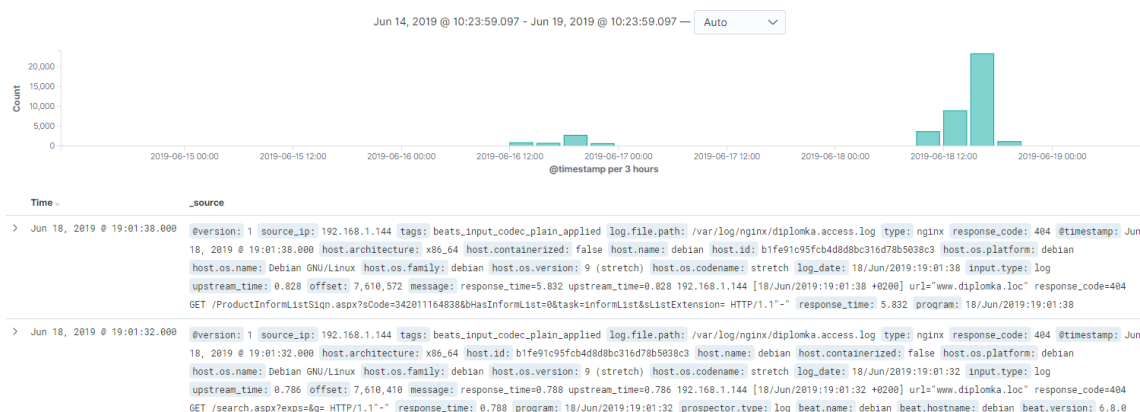 Jun 14, 2019 @ 10:23:59.097 - Jun 19, 2019 @ 10:23:59.097 — Auto
Count
20,000
15,000
10,000
5,000
0
2019-06-15 00:00 2019-06-15 12:00 2019-06-16 00:00 2019-06-16 12:00 2019-06-17 00:00 2019-06-17 12:00 2019-06-18 00:00 2019-06-18 12:00 2019-06-19 00:00
@timestamp per 3 hours
Time _source
Jun 18, 2019 @ 19:01:38.000 @version: 1 source_ip: 192.168.1.144 tags: beats_input_codec_plain_applied log.file.path: /var/log/nginx/diplomka.access.log type: nginx response_code: 404 @timestamp: Jun
18, 2019 @ 19:01:38.000 host.architecture: x86_64 host.containerized: false host.name: debian host.id: b1fe91c95fcb4d8d8bc316d78b5038c3 host.os.platform: debian
host.os.name: Debian GNU/Linux host.os.family: debian host.os.version: 9 (stretch) host.os.codename: stretch log_date: 18/Jun/2019:19:01:38 input.type: log
upstream_time: 0.828 offset: 7,610,572 message: response_time=5.832 upstream_time=0.828 192.168.1.144 [18/Jun/2019:19:01:38 +0200] url="www.diplomka.loc" response_code=404
GET /ProductInformListSign.aspx?sCode=342011164838&bHasInformList=0&task=informList&sListExtension= HTTP/1.1"-" response_time: 5.832 program: 18/Jun/2019:19:01:38
Jun 18, 2019 @ 19:01:32.000 @version: 1 source_ip: 192.168.1.144 tags: beats_input_codec_plain_applied log.file.path: /var/log/nginx/diplomka.access.log type: nginx response_code: 404 @timestamp: Jun
18, 2019 @ 19:01:32.000 host.architecture: x86_64 host.id: b1fe91c95fcb4d8d8bc316d78b5038c3 host.name: debian host.containerized: false host.os.platform: debian
host.os.name: Debian GNU/Linux host.os.family: debian host.os.version: 9 (stretch) host.os.codename: stretch log_date: 18/Jun/2019:19:01:32 input.type: log
upstream_time: 0.786 offset: 7,610,410 message: response_time=0.788 upstream_time=0.786 192.168.1.144 [18/Jun/2019:19:01:32 +0200] url="www.diplomka.loc" response_code=404
GET /search.aspx?exps=&q= HTTP/1.1"-" response_time: 0.788 program: 18/Jun/2019:19:01:32 prospector.type: log beat.name: debian beat.hostname: debian beat.version: 6.8.0